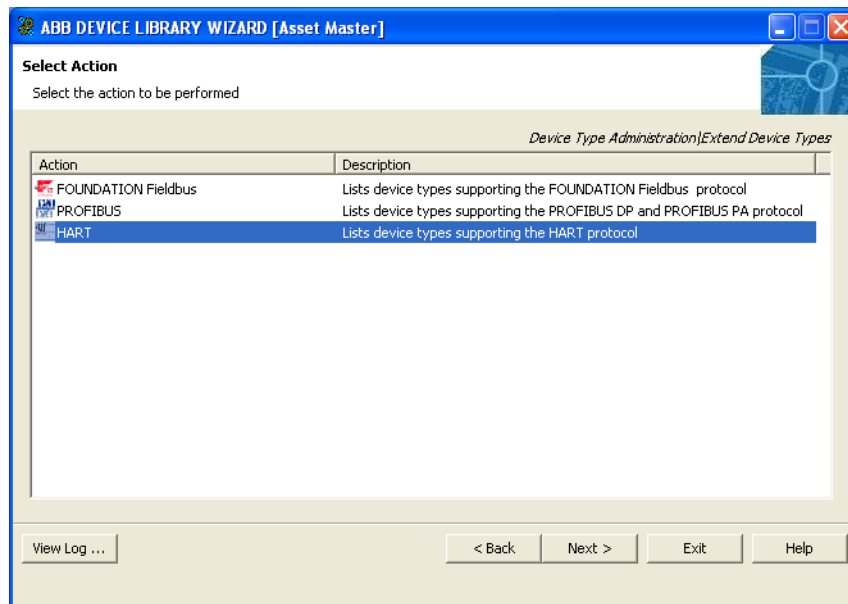 ABB DEVICE LIBRARY WIZARD [Asset Master]
Select Action
Select the action to be performed
Device Type Administration|Extend Device Types
Action Description
FOUNDATION Fieldbus Lists device types supporting the FOUNDATION Fieldbus protocol
PROFIBUS Lists device types supporting the PROFIBUS DP and PROFIBUS PA protocol
HART Lists device types supporting the HART protocol
View Log ... < Back Next > Exit Help